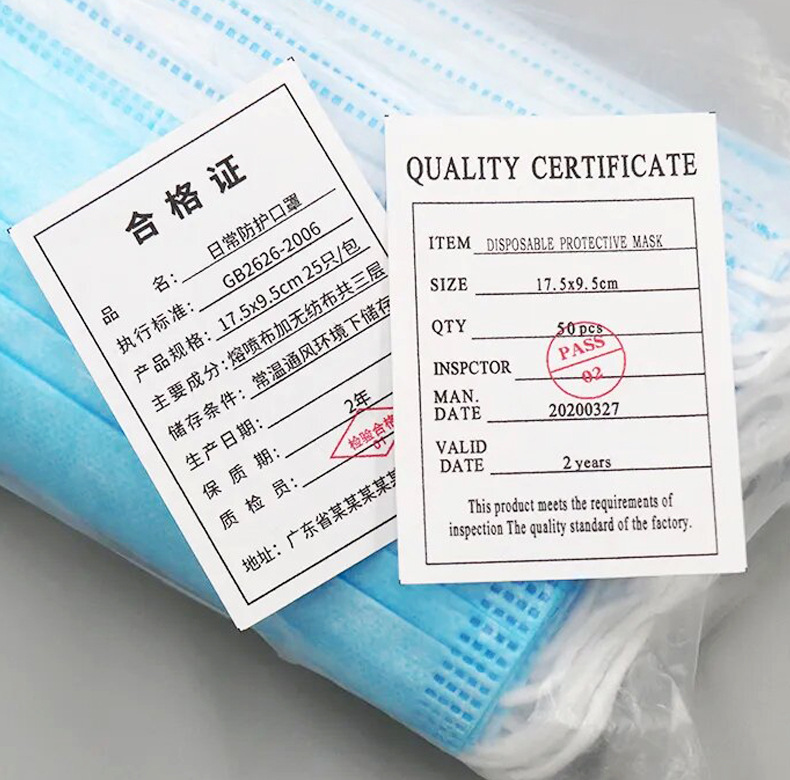 合格证
品 名: 日常防护口罩
执行标准: GB2626-2006
产品规格: 17.5x9.5cm 25只/包
主要成分: 熔喷布加无纺布共三层
储存条件: 常温通风环境下储存
生产日期:
保 质 期: 2年
质 检 员:
检验合格
01
地址: 广东省某某某某某
QUALITY CERTIFICATE
ITEM DISPOSABLE PROTECTIVE MASK
SIZE 17.5x9.5cm
QTY 50 pcs
INSPCTOR
PASS
02
MAN.
DATE 20200327
VALID
DATE 2 years
This product meets the requirements of
inspection The quality standard of the factory.